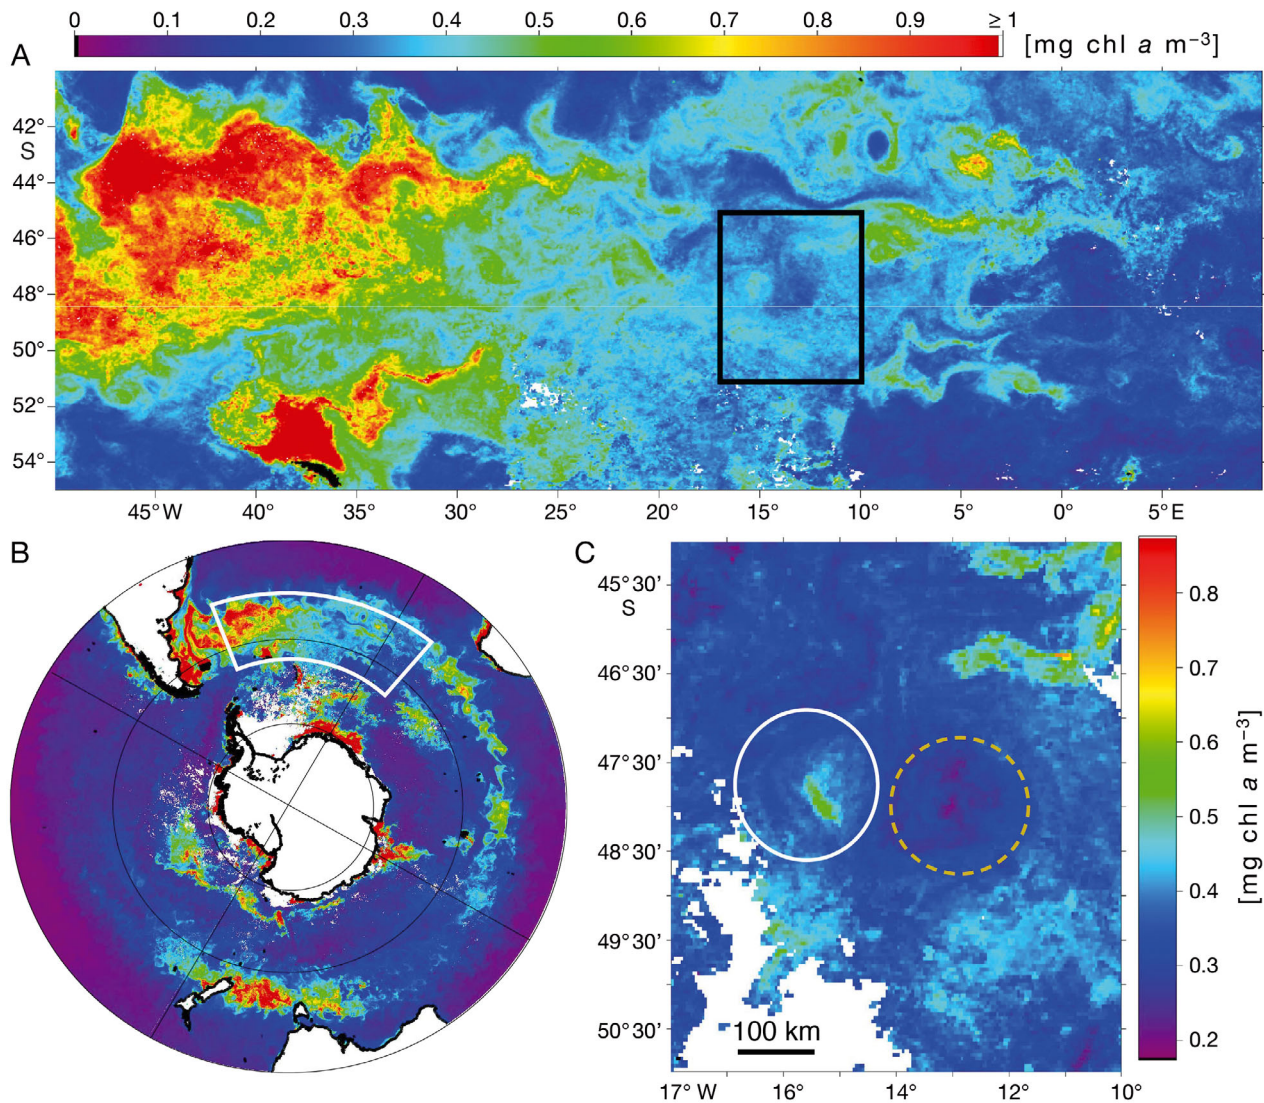 0 0.1 0.2 0.3 0.4 0.5 0.6 0.7 0.8 0.9 ≥ 1
[mg chl a m⁻³]
A
42°
S
44°
46°
48°
50°
52°
54°
45° W 40° 35° 30° 25° 20° 15° 10° 5° 0° 5° E
B
C
45°30’
S
46°30’
47°30’
48°30’
49°30’
50°30’
100 km
17° W 16° 14° 12° 10°
0.8
0.7
0.6
0.5
0.4
0.3
0.2
[mg chl a m⁻³]